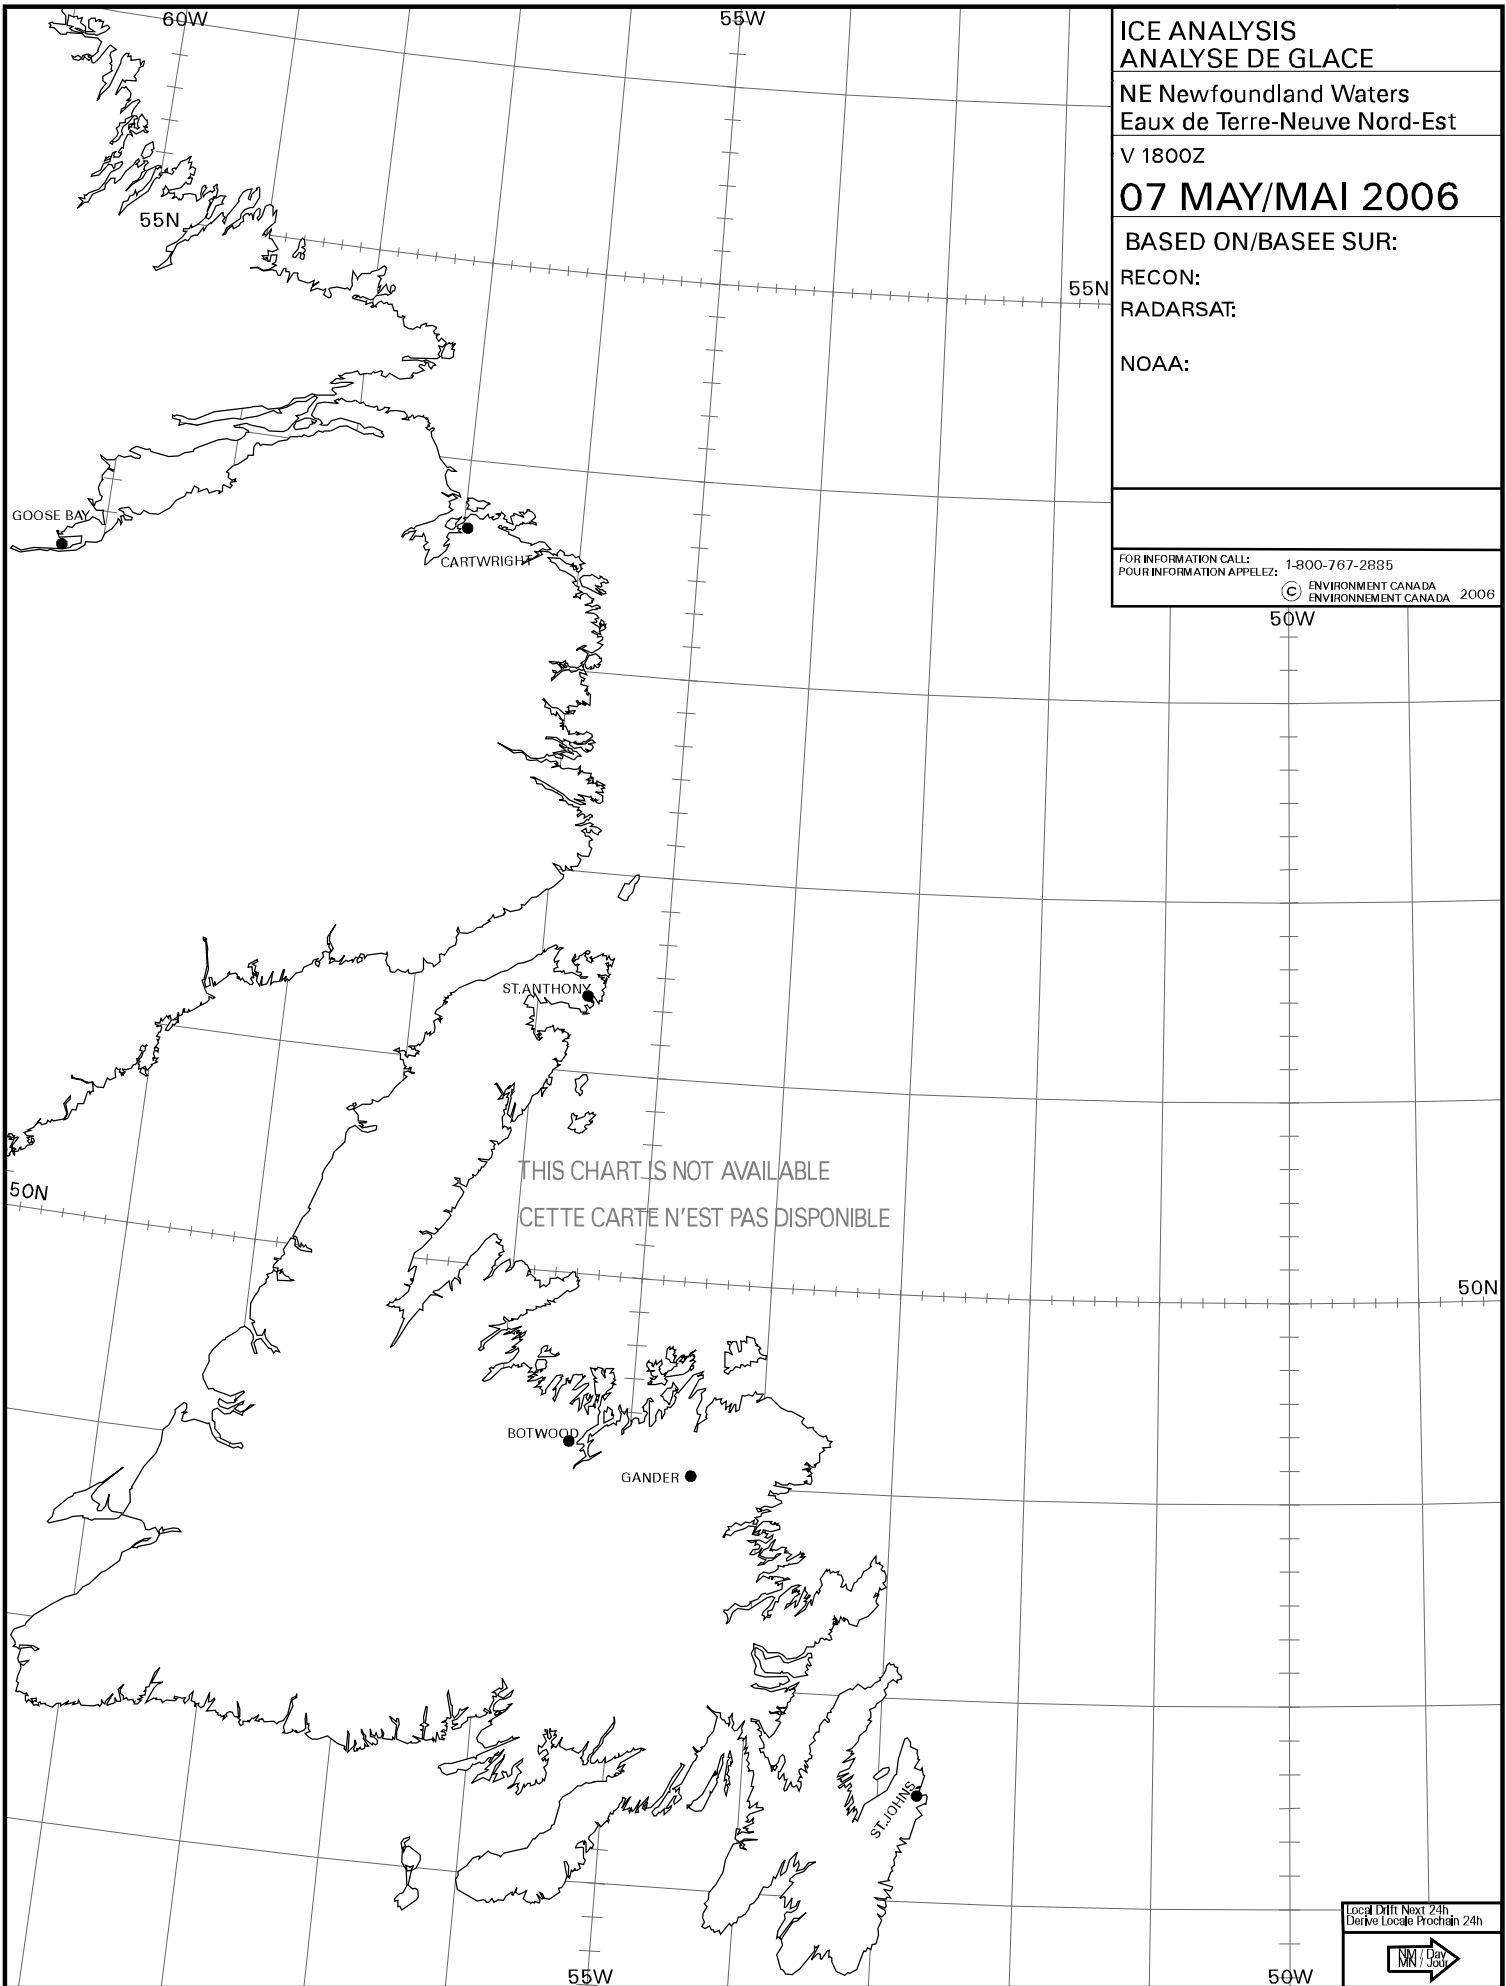 60W
55W
ICE ANALYSIS
ANALYSE DE GLACE
NE Newfoundland Waters
Eaux de Terre-Neuve Nord-Est
V 1800Z
07 MAY/MAI 2006
BASED ON/BASEE SUR:
RECON:
RADARSAT:
NOAA:
FOR INFORMATION CALL:
POUR INFORMATION APPELEZ: 1-800-767-2885
© ENVIRONMENT CANADA
ENVIRONNEMENT CANADA 2006
55N
55N
GOOSE BAY
CARTWRIGHT
50W
ST.ANTHONY
THIS CHART IS NOT AVAILABLE
CETTE CARTE N'EST PAS DISPONIBLE
50N
50N
BOTWOOD
GANDER
ST.JOHNS
Local Drift Next 24h
Derive Locale Prochain 24h
NM / Day
MN / Jour
55W
50W